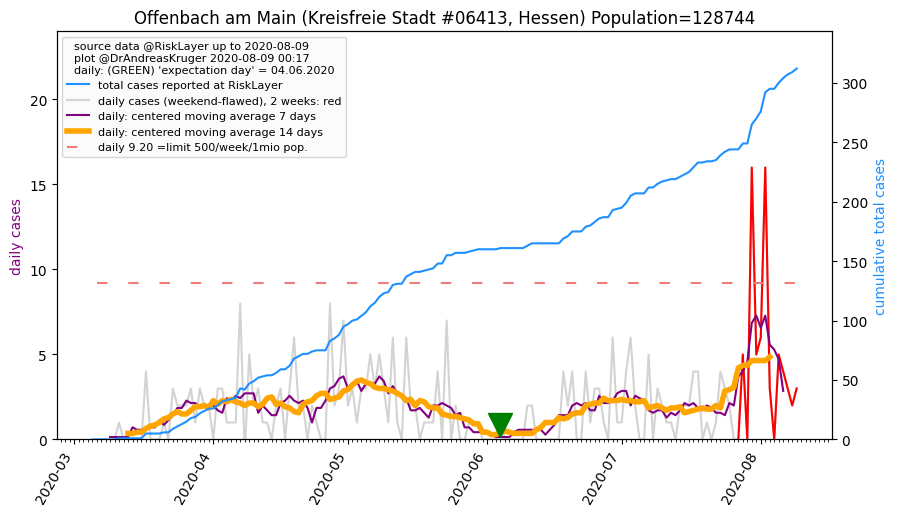 Offenbach am Main (Kreisfreie Stadt #06413, Hessen) Population=128744
source data @RiskLayer up to 2020-08-09
plot @DrAndreasKruger 2020-08-09 00:17
daily: (GREEN) 'expectation day' = 04.06.2020
total cases reported at RiskLayer
daily cases (weekend-flawed), 2 weeks: red
daily: centered moving average 7 days
daily: centered moving average 14 days
daily 9.20 =limit 500/week/1mio pop.
daily cases
20
15
10
5
0
cumulative total cases
300
250
200
150
100
50
0
2020-03
2020-04
2020-05
2020-06
2020-07
2020-08